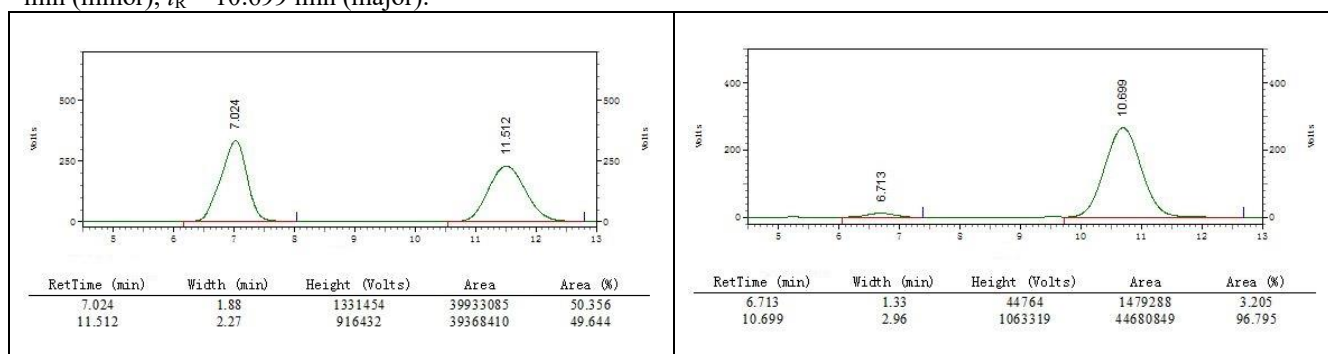 min (minor), tR = 10.699 min (major).
500
250
0
Volts
7.024
11.512
500
250
0
Volts
5 6 7 8 9 10 11 12 13
RetTime (min) Width (min) Height (Volts) Area Area (%)
7.024 1.88 1331454 39933085 50.356
11.512 2.27 916432 39368410 49.644
400
200
0
Volts
6.713
10.699
400
200
0
Volts
5 6 7 8 9 10 11 12 13
RetTime (min) Width (min) Height (Volts) Area Area (%)
6.713 1.33 44764 1479288 3.205
10.699 2.96 1063319 44680849 96.795